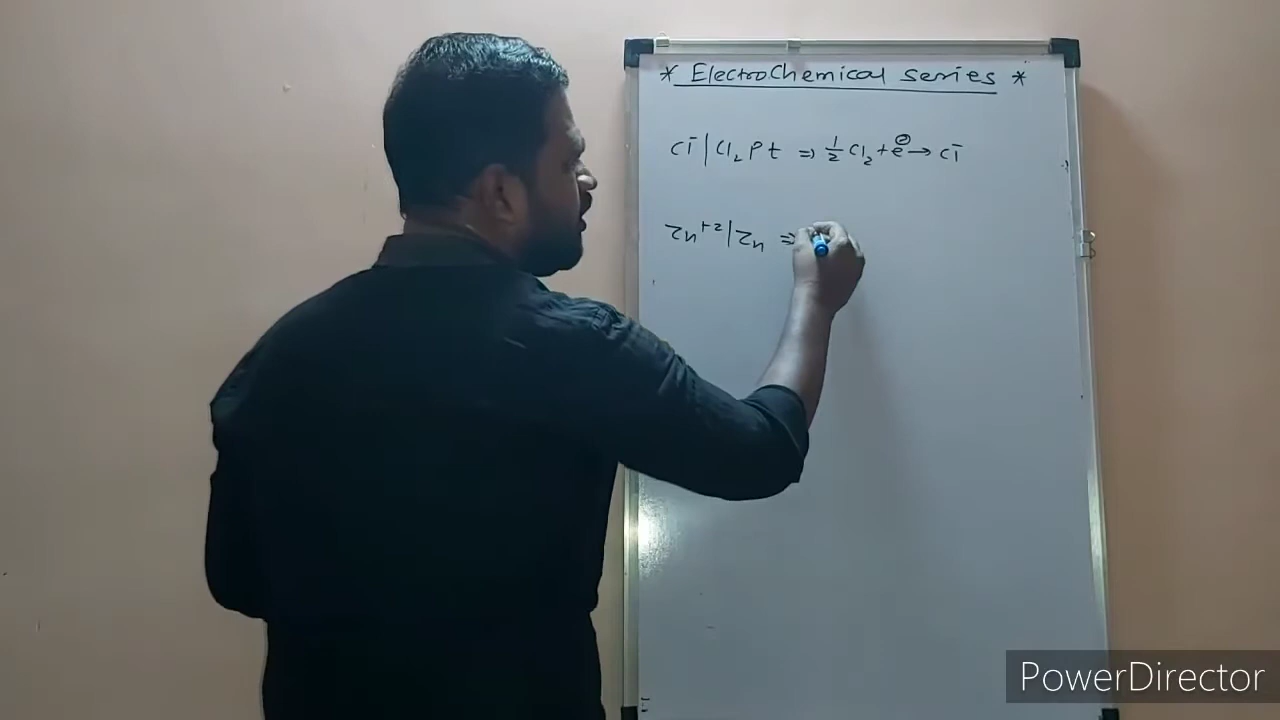 * ElectroChemical series *
Cl⁻ | Cl₂ Pt ⇒ ½ Cl₂ + e⊖ → Cl⁻
Zn⁺² | Zn ⇒
PowerDirector